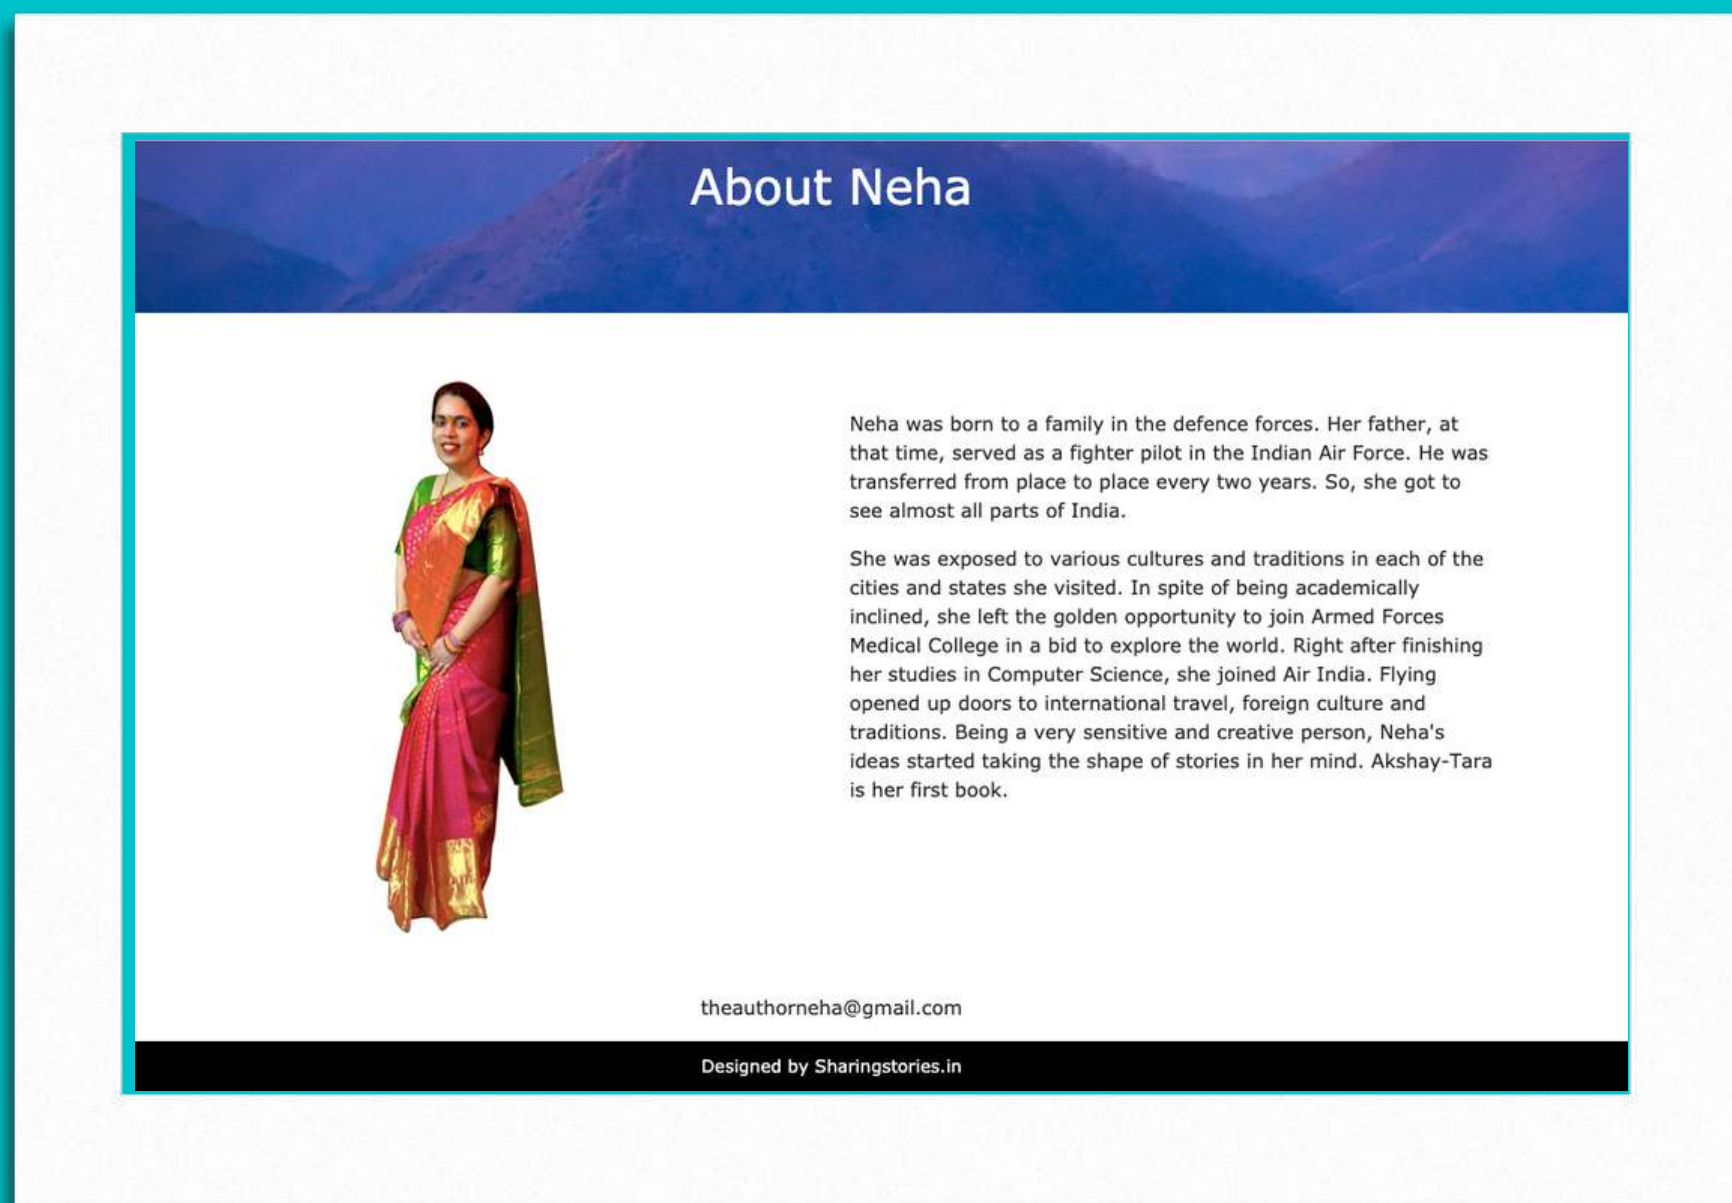 About Neha
Neha was born to a family in the defence forces. Her father, at
that time, served as a fighter pilot in the Indian Air Force. He was
transferred from place to place every two years. So, she got to
see almost all parts of India.
She was exposed to various cultures and traditions in each of the
cities and states she visited. In spite of being academically
inclined, she left the golden opportunity to join Armed Forces
Medical College in a bid to explore the world. Right after finishing
her studies in Computer Science, she joined Air India. Flying
opened up doors to international travel, foreign culture and
traditions. Being a very sensitive and creative person, Neha's
ideas started taking the shape of stories in her mind. Akshay-Tara
is her first book.
theauthorneha@gmail.com
Designed by Sharingstories.in